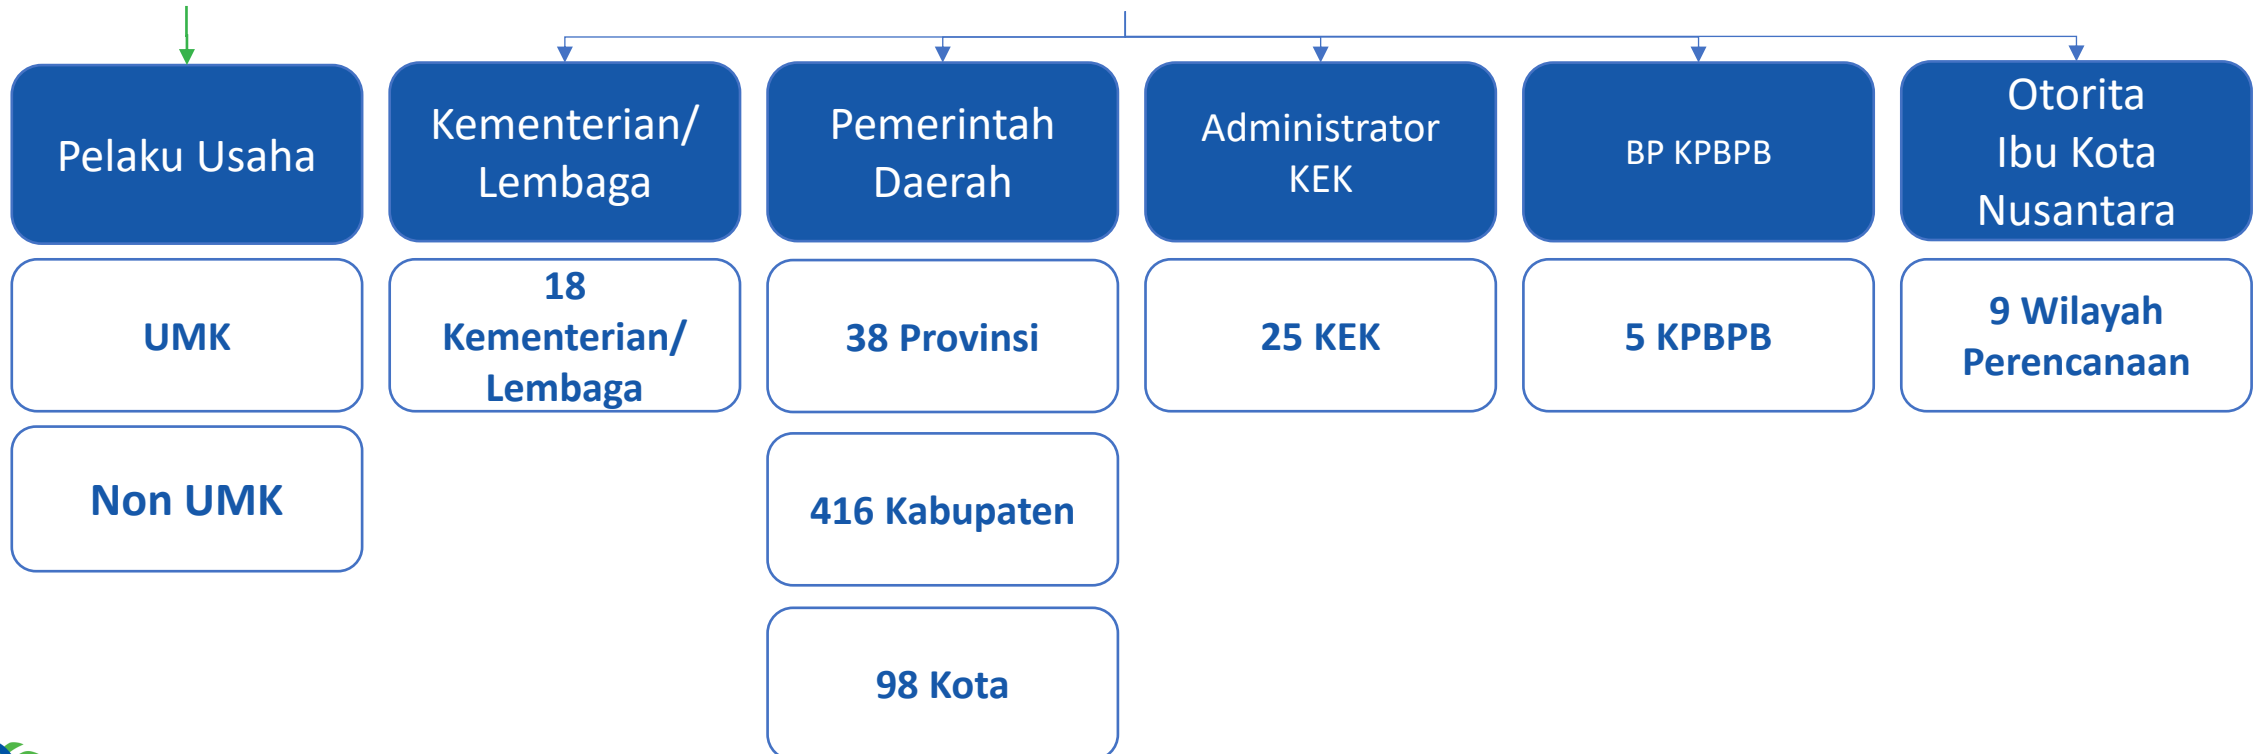 Pelaku Usaha
Kementerian/
Lembaga
Pemerintah
Daerah
Administrator
KEK
BP KPBPB
Otorita
Ibu Kota
Nusantara
UMK
18
Kementerian/
Lembaga
38 Provinsi
25 KEK
5 KPBPB
9 Wilayah
Perencanaan
Non UMK
416 Kabupaten
98 Kota